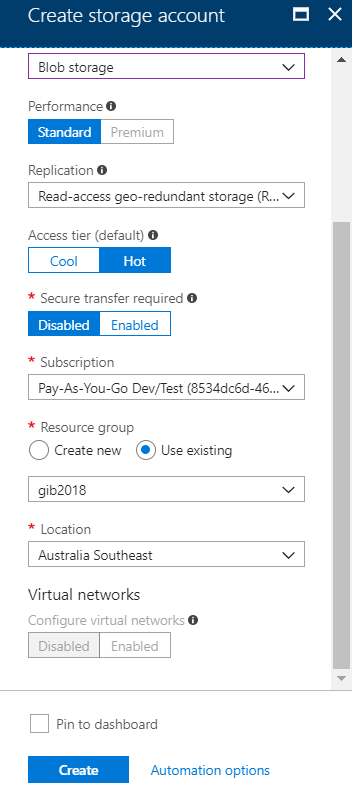 Create storage account
Blob storage
Performance
Standard Premium
Replication
Read-access geo-redundant storage (R...
Access tier (default)
Cool Hot
* Secure transfer required
Disabled Enabled
* Subscription
Pay-As-You-Go Dev/Test (8534dc6d-46...
* Resource group
Create new Use existing
gib2018
* Location
Australia Southeast
Virtual networks
Configure virtual networks
Disabled Enabled
Pin to dashboard
Create Automation options